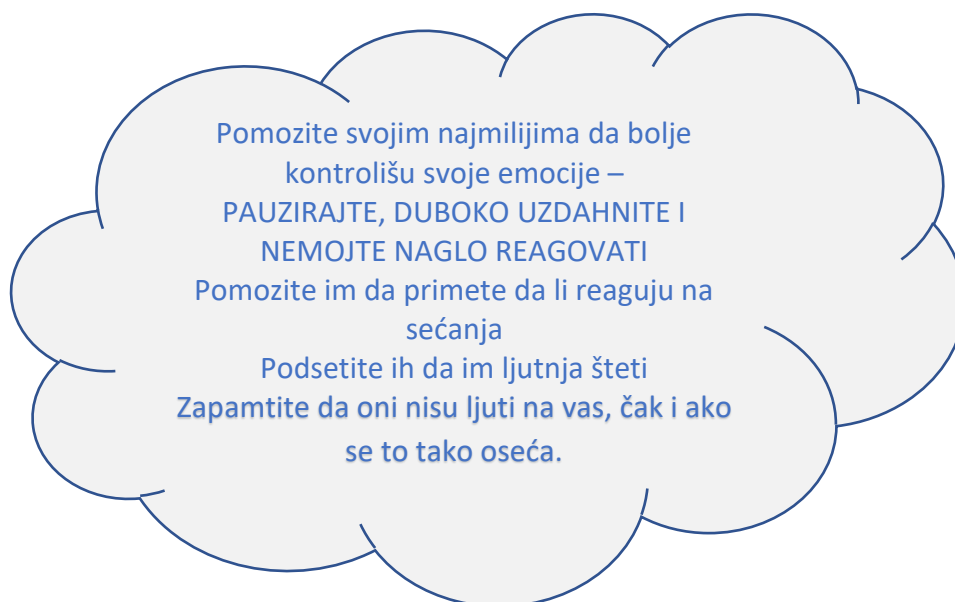 Pomozite svojim najmilijima da bolje
kontrolišu svoje emocije –
PAUZIRAJTE, DUBOKO UZDAHNITE I
NEMOJTE NAGLO REAGOVATI
Pomozite im da primete da li reaguju na
sećanja
Podsetite ih da im ljutnja šteti
Zapamtite da oni nisu ljuti na vas, čak i ako
se to tako oseća.